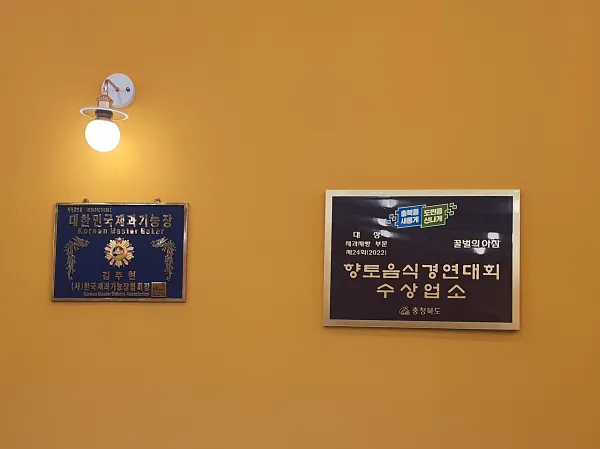 대한민국제과기능장
Korean Master Baker
김주현
(사)한국제과기능장협회장
Korean Master Bakers Association
충북을
새롭게
도민을
신나게
대 상
제과제빵 부문
제24회(2022)
꿀벌의 아침
향토음식경연대회
수상업소
충청북도